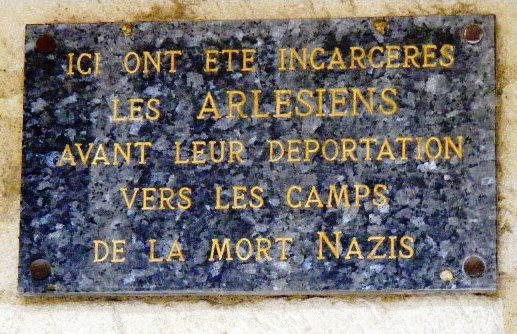 ICI ONT ETE INCARCERES
LES ARLESIENS
AVANT LEUR DEPORTATION
VERS LES CAMPS
DE LA MORT NAZIS